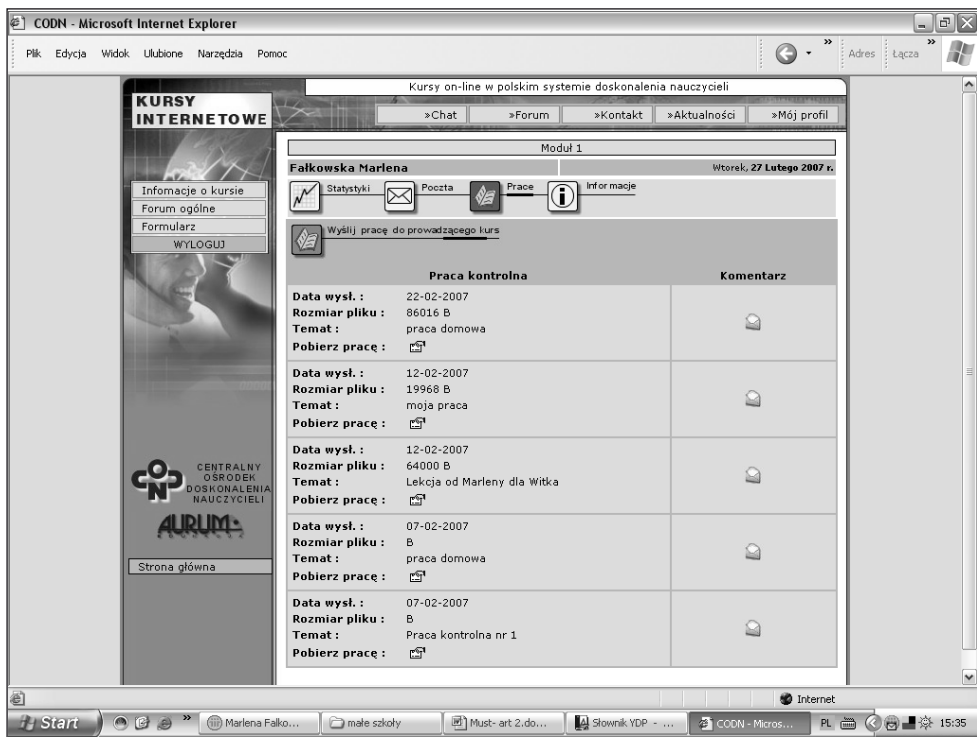 CODN - Microsoft Internet Explorer
Plik Edycja Widok Ulubione Narzędzia Pomoc
» Adres Łącza »
Kursy on-line w polskim systemie doskonalenia nauczycieli
KURSY
INTERNETOWE
»Chat »Forum »Kontakt »Aktualności »Mój profil
Moduł 1
Fałkowska Marlena Wtorek, 27 Lutego 2007 r.
Statystyki Poczta Prace Informacje
Infomacje o kursie
Forum ogólne
Formularz
WYLOGUJ
Wyślij pracę do prowadzącego kurs
Praca kontrolna Komentarz
Data wysł. : 22-02-2007
Rozmiar pliku : 86016 B
Temat : praca domowa
Pobierz pracę :
Data wysł. : 12-02-2007
Rozmiar pliku : 19968 B
Temat : moja praca
Pobierz pracę :
Data wysł. : 12-02-2007
Rozmiar pliku : 64000 B
Temat : Lekcja od Marleny dla Witka
Pobierz pracę :
Data wysł. : 07-02-2007
Rozmiar pliku : B
Temat : praca domowa
Pobierz pracę :
Data wysł. : 07-02-2007
Rozmiar pliku : B
Temat : Praca kontrolna nr 1
Pobierz pracę :
CODN
CENTRALNY
OŚRODEK
DOSKONALENIA
NAUCZYCIELI
AURUM
Strona główna
Internet
Start » Marlena Falko... małe szkoły Must- art 2.do... Słownik YDP - ... CODN - Micros... PL 15:35